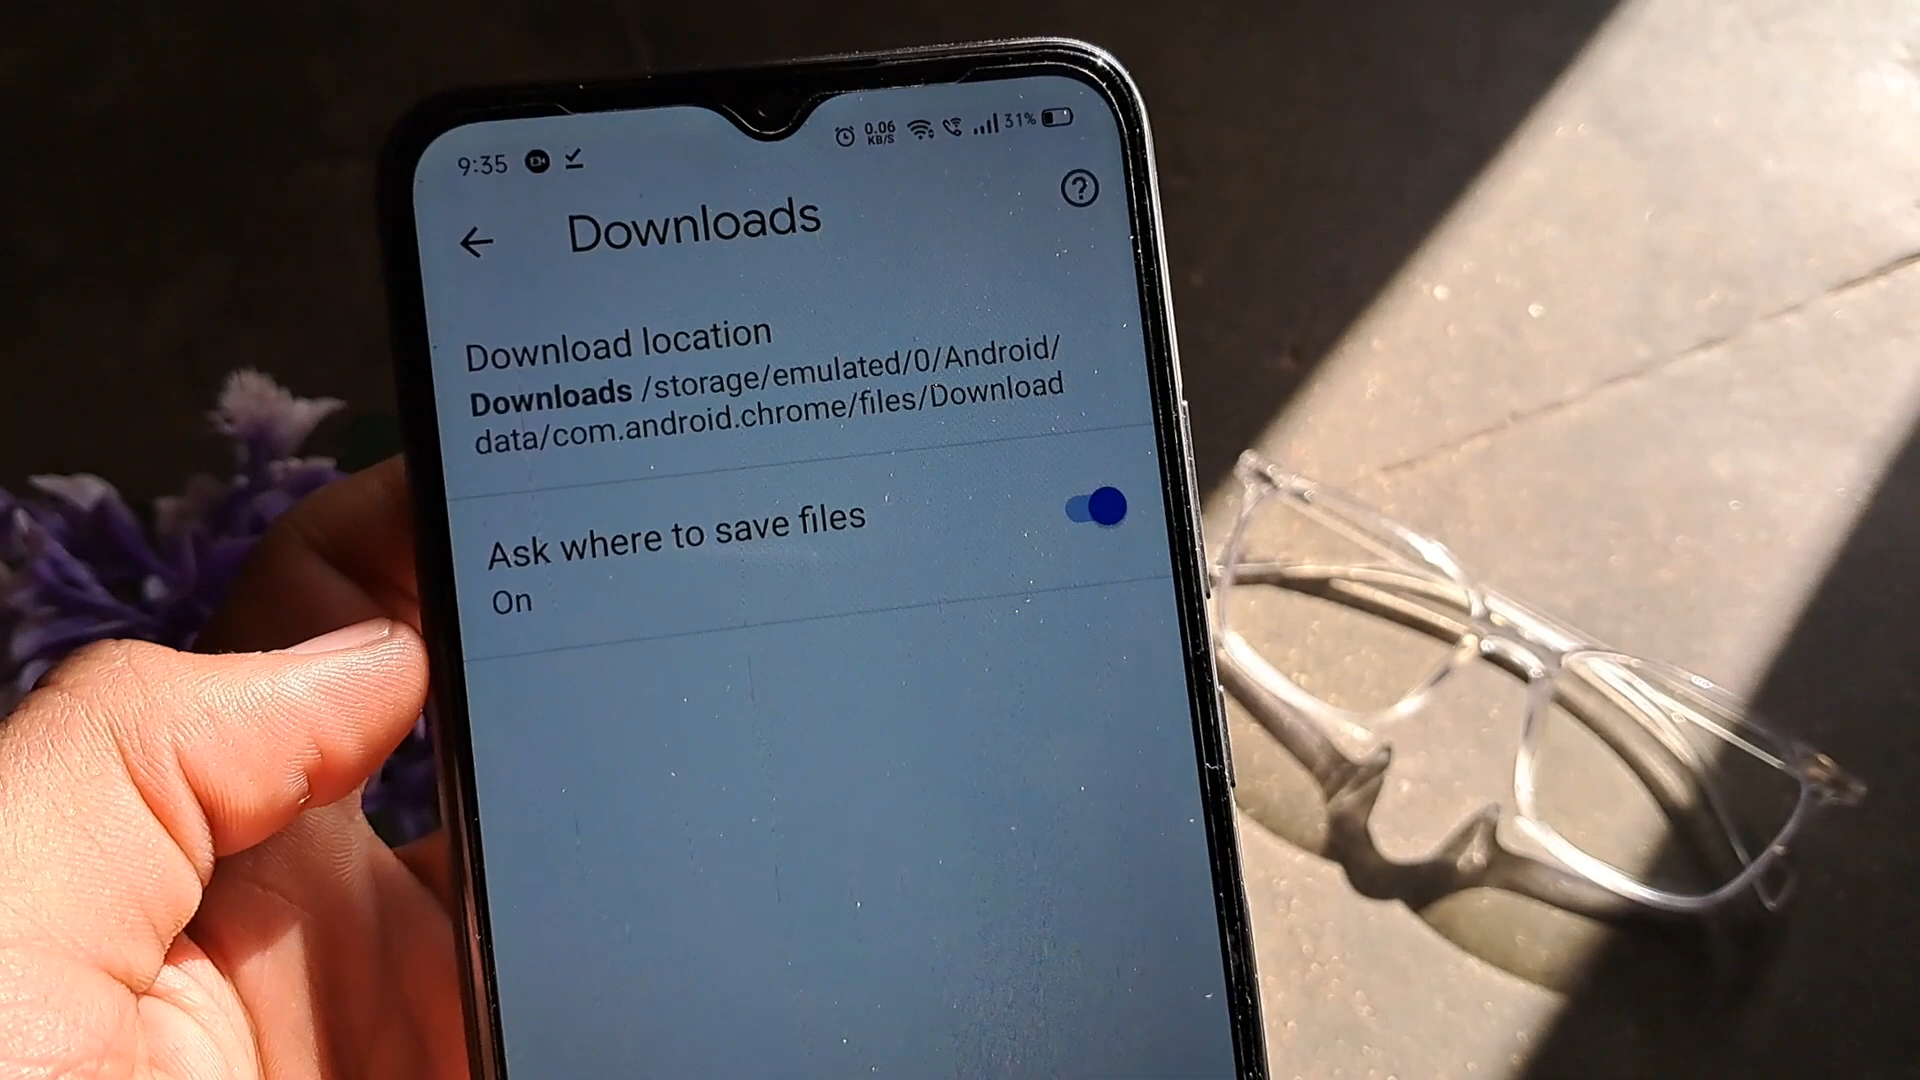 9:35 0.06 KB/S 31%
Downloads
Download location
Downloads /storage/emulated/0/Android/
data/com.android.chrome/files/Download
Ask where to save files
On